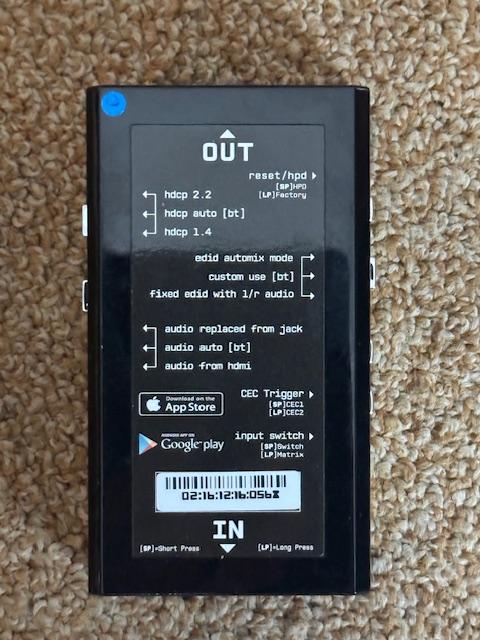 OUT
reset/hpd
[SP]HPD
[LP]Factory
hdcp 2.2
hdcp auto [bt]
hdcp 1.4
edid automix mode
custom use [bt]
fixed edid with l/r audio
audio replaced from jack
audio auto [bt]
audio from hdmi
Download on the
App Store
CEC Trigger
[SP]CEC1
[LP]CEC2
ANDROID APP ON
Google play
input switch
[SP]Switch
[LP]Matrix
IN
[SP]=Short Press
[LP]=Long Press